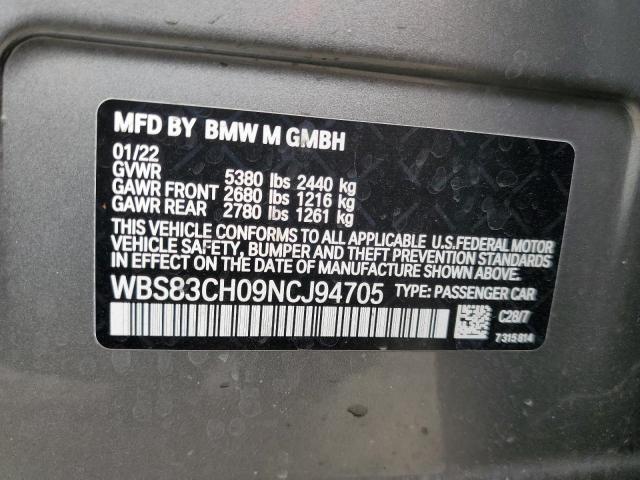 MFD BY BMW M GMBH
01/22
GVWR 5380 lbs 2440 kg
GAWR FRONT 2680 lbs 1216 kg
GAWR REAR 2780 lbs 1261 kg
THIS VEHICLE CONFORMS TO ALL APPLICABLE U.S.FEDERAL MOTOR
VEHICLE SAFETY, BUMPER AND THEFT PREVENTION STANDARDS
IN EFFECT ON THE DATE OF MANUFACTURE SHOWN ABOVE.
WBS83CH09NCJ94705 TYPE: PASSENGER CAR
C28/7
7315814